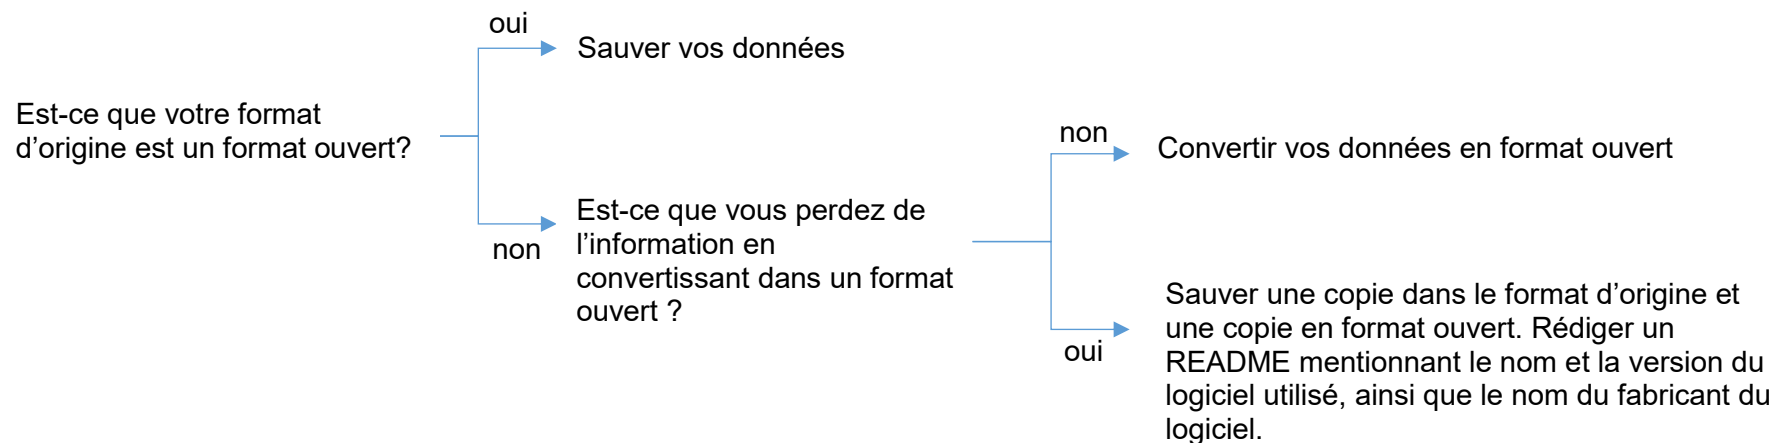 oui
Sauver vos données
Est-ce que votre format
d’origine est un format ouvert?
non
Est-ce que vous perdez de
l’information en
convertissant dans un format
ouvert ?
non
Convertir vos données en format ouvert
oui
Sauver une copie dans le format d’origine et
une copie en format ouvert. Rédiger un
README mentionnant le nom et la version du
logiciel utilisé, ainsi que le nom du fabricant du
logiciel.